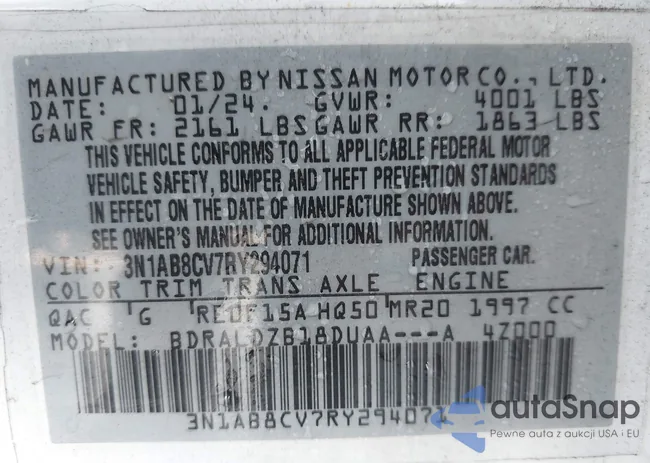 MANUFACTURED BY NISSAN MOTOR CO., LTD.
DATE: 01/24. GVWR: 4001 LBS
GAWR FR: 2161 LBS GAWR RR: 1863 LBS
THIS VEHICLE CONFORMS TO ALL APPLICABLE FEDERAL MOTOR
VEHICLE SAFETY, BUMPER AND THEFT PREVENTION STANDARDS
IN EFFECT ON THE DATE OF MANUFACTURE SHOWN ABOVE.
SEE OWNER'S MANUAL FOR ADDITIONAL INFORMATION.
VIN: 3N1AB8CV7RY294071 PASSENGER CAR.
COLOR TRIM TRANS AXLE ENGINE
QAC G RE0F15A HQ50 MR20 1997 CC
MODEL: BDRALDZB18DUAA---A 4Z000
3N1AB8CV7RY294071
autoSnap
Pewne auta z aukcji USA i EU